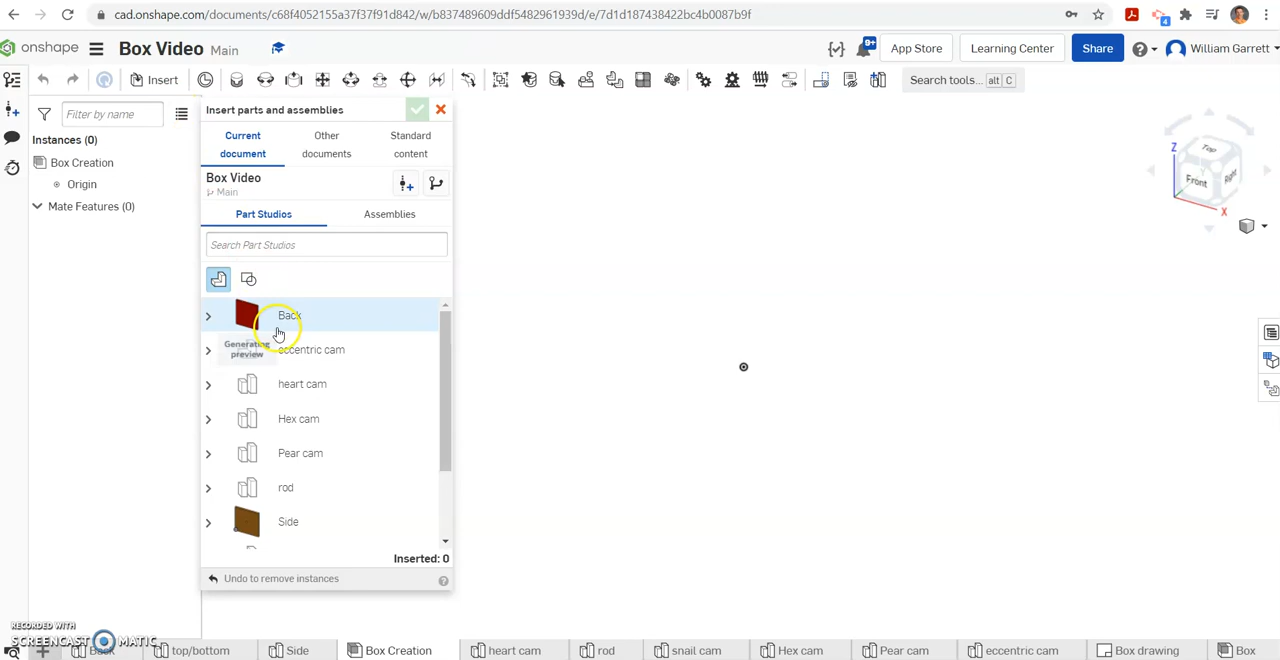 cad.onshape.com/documents/c68f4052155a37f37f91d842/w/b837489609ddf5482961939d/e/7d1d187438422bc4b0087b9f
4
onshape
Box Video Main
9+
App Store
Learning Center
Share
William Garrett
Insert
Search tools... alt C
Filter by name
Instances (0)
Box Creation
Origin
Mate Features (0)
Insert parts and assemblies
Current document
Other documents
Standard content
Box Video
Main
Part Studios
Assemblies
Search Part Studios
Back
Generating preview
eccentric cam
heart cam
Hex cam
Pear cam
rod
Side
Inserted: 0
Undo to remove instances
Top
Front
Right
Z
X
RECORDED WITH
SCREENCAST MATIC
Back
top/bottom
Side
Box Creation
heart cam
rod
snail cam
Hex cam
Pear cam
eccentric cam
Box drawing
Box